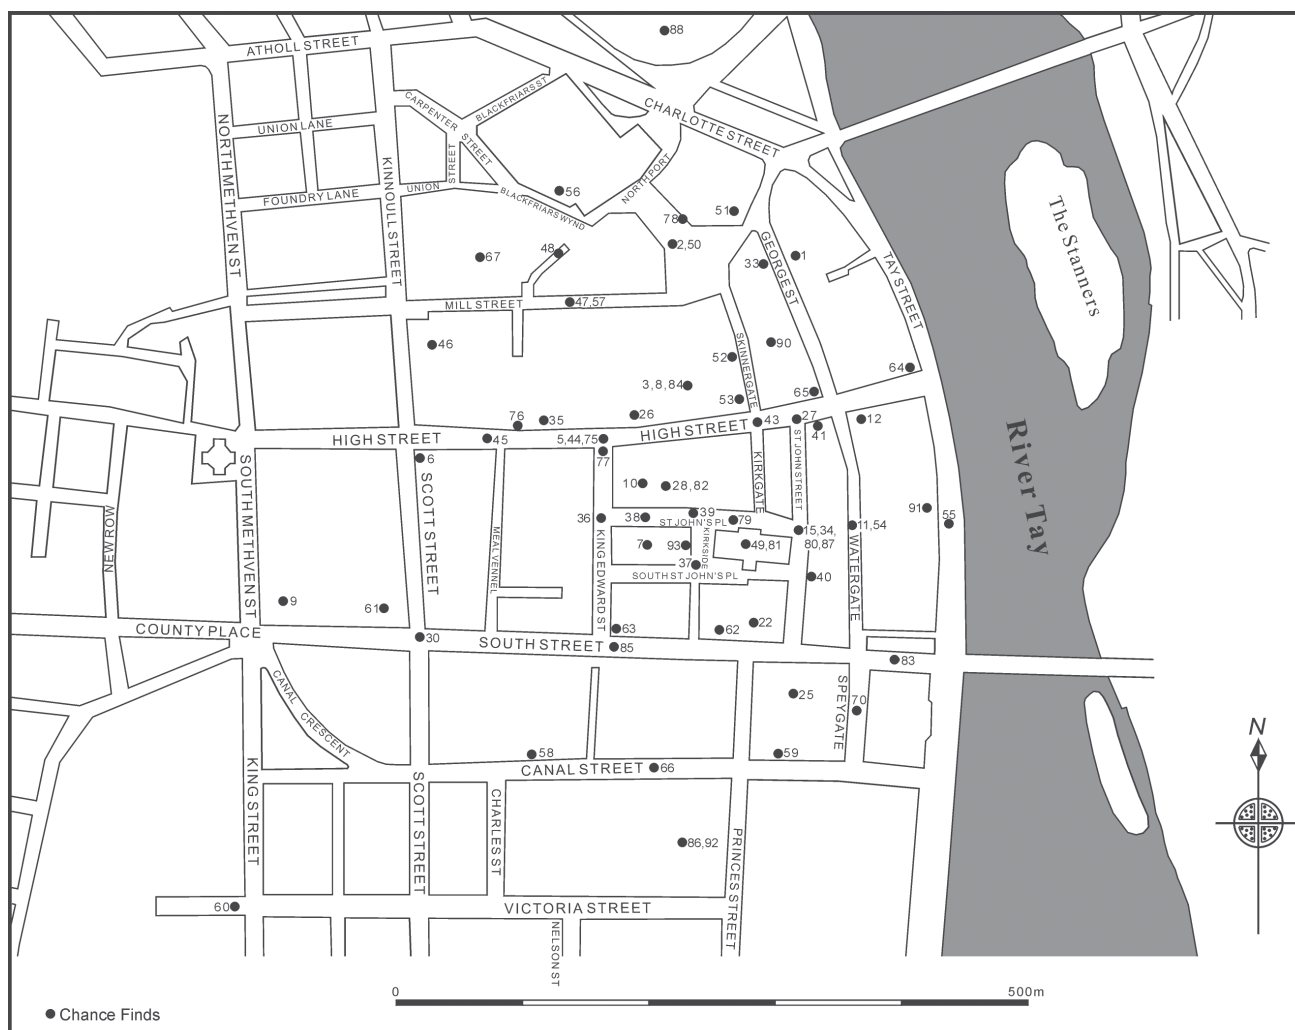 88
ATHOLL STREET
CARPENTER STREET
BLACKFRIARS ST
CHARLOTTE STREET
NORTH METHVEN ST
UNION LANE
KINNOULL STREET
UNION STREET
FOUNDRY LANE
56
BLACKFRIARS WYND
NORTH PORT
78
51
The Stanners
67
48
2,50
33
GEORGE ST
1
TAY STREET
MILL STREET
47,57
46
52
SKINNERGATE
90
3,8,84
64
53
65
76
35
26
43
27
12
HIGH STREET
45
5,44,75
HIGH STREET
41
ST JOHN STREET
River Tay
6
77
KIRKGATE
SOUTH METHVEN ST
SCOTT STREET
10
28,82
NEW ROW
MEAL VENNEL
36
38
39
ST JOHN'S PL
79
15,34,
80,87
11,54
91
55
KING EDWARD ST
7
93
KIRKSIDE
49,81
WATERGATE
37
SOUTH ST JOHN'S PL
40
9
61
COUNTY PLACE
30
SOUTH STREET
63
85
62
22
83
CANAL CRESCENT
25
SPEYGATE
70
N
58
59
CANAL STREET
66
KING STREET
SCOTT STREET
CHARLES ST
86,92
PRINCES STREET
60
VICTORIA STREET
NELSON ST
0
500m
Chance Finds